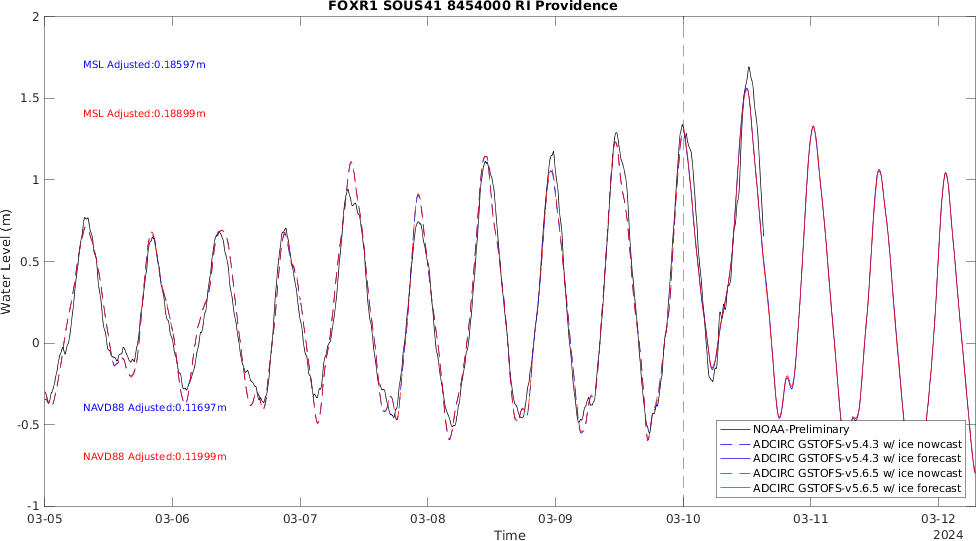 FOXR1 SOUS41 8454000 RI Providence
2
1.5
1
0.5
0
-0.5
-1
Water Level (m)
MSL Adjusted:0.18597m
MSL Adjusted:0.18899m
NAVD88 Adjusted:0.11697m
NAVD88 Adjusted:0.11999m
NOAA-Preliminary
ADCIRC GSTOFS-v5.4.3 w/ ice nowcast
ADCIRC GSTOFS-v5.4.3 w/ ice forecast
ADCIRC GSTOFS-v5.6.5 w/ ice nowcast
ADCIRC GSTOFS-v5.6.5 w/ ice forecast
03-05 03-06 03-07 03-08 03-09 03-10 03-11 03-12
Time
2024